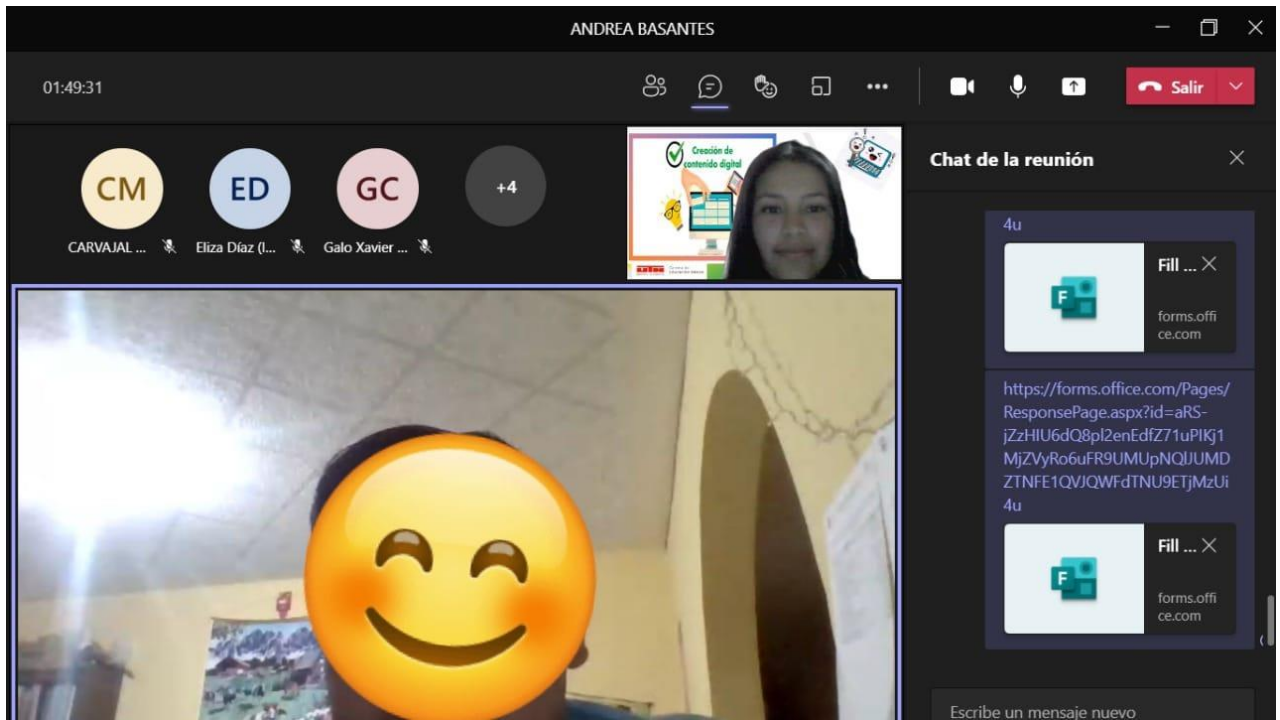 ANDREA BASANTES
01:49:31
Salir
CM
ED
GC
+4
CARVAJAL ...
Eliza Díaz (I...
Galo Xavier ...
Creación de
contenido digital
Chat de la reunión
4u
Fill ...
forms.offi
ce.com
https://forms.office.com/Pages/
ResponsePage.aspx?id=aRS-
jZzHIU6dQ8pl2enEdfZ71uPIKj1
MjZVyRo6uFR9UMUpNQlJUMD
ZTNFE1QVJQWFdTNU9ETjMzUi
4u
F
Fill ...
forms.offi
ce.com
Escribe un mensaje nuevo